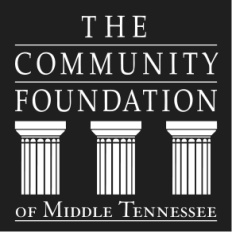 THE
COMMUNITY
FOUNDATION
OF MIDDLE TENNESSEE